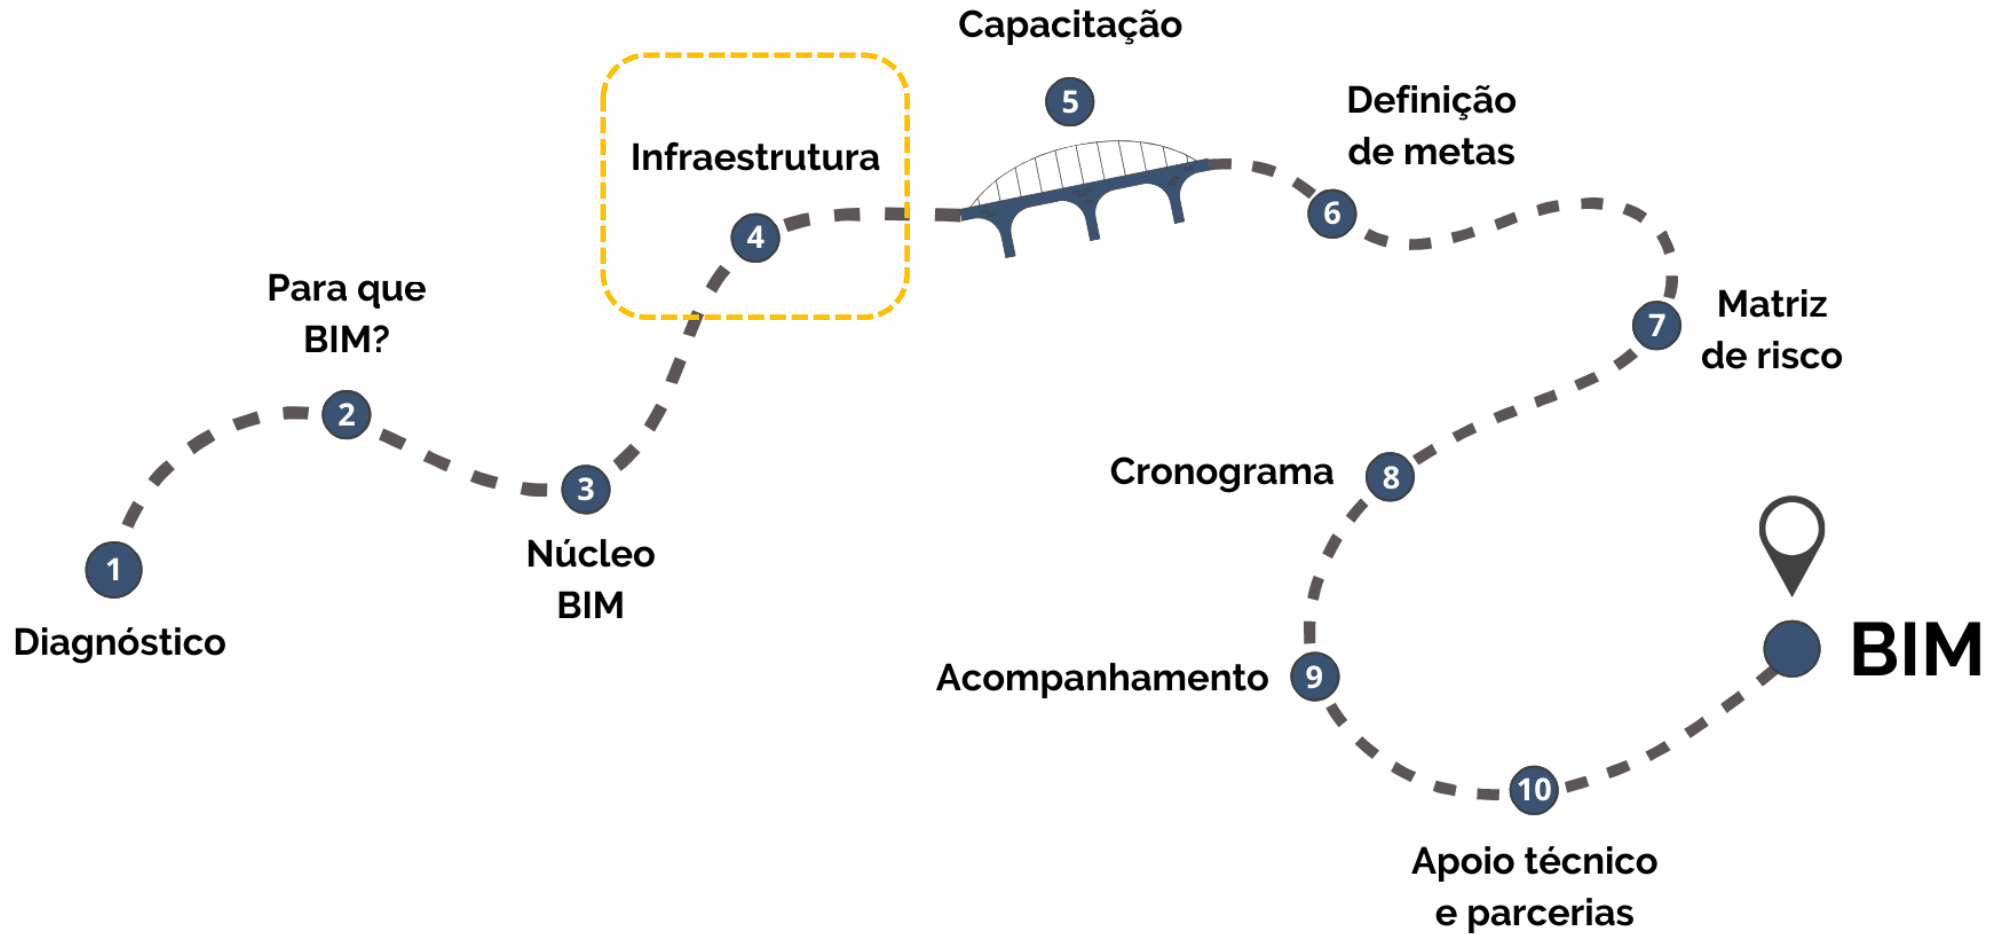 1
Diagnóstico
Para que
BIM?
2
3
Núcleo
BIM
Infraestrutura
4
Capacitação
5
Definição
de metas
6
7
Matriz
de risco
Cronograma
8
Acompanhamento
9
10
Apoio técnico
e parcerias
BIM